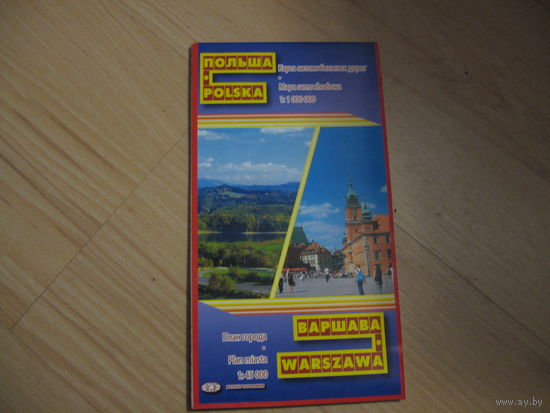 ПОЛЬША
POLSKA
Карта автомобильных дорог
Mapa samochodowa
1: 1 000 000
План города
Plan miasta
1: 45 000
ВАРШАВА
WARSZAWA
www.ay.by